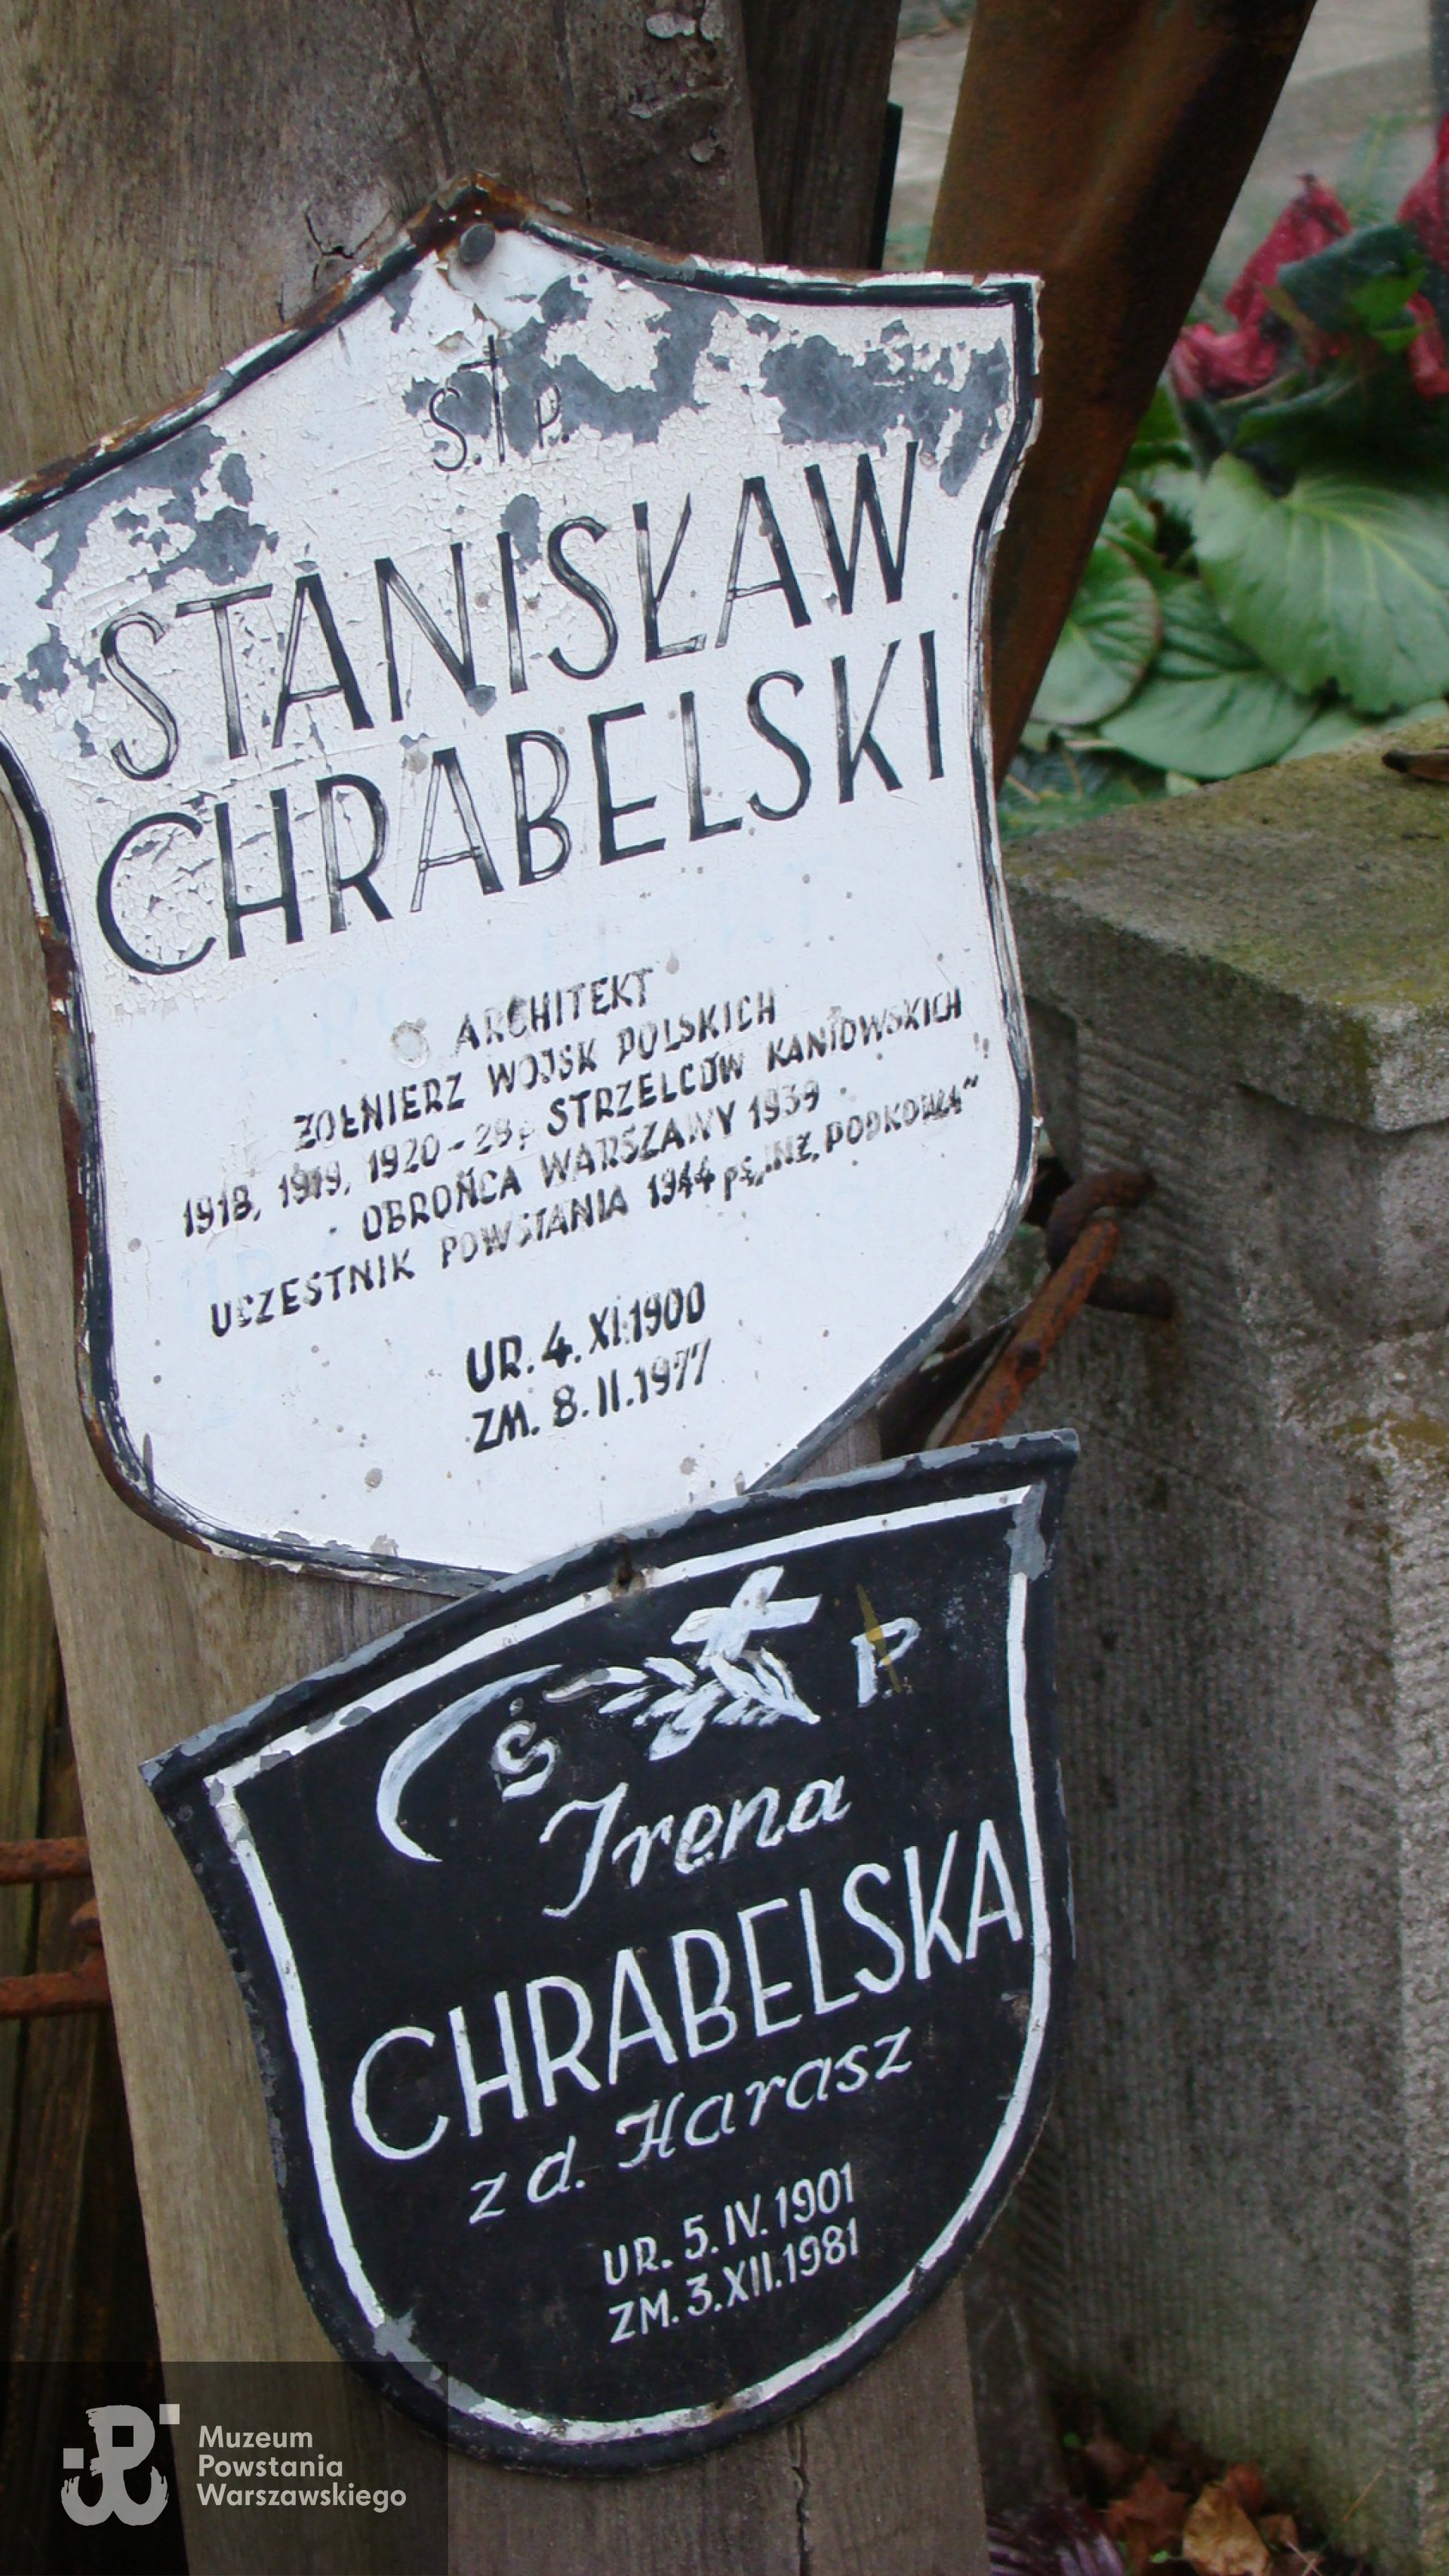 Ś. P.
STANISŁAW
CHRABELSKI
ARCHITEKT
ŻOŁNIERZ WOJSK POLSKICH
1918, 1919, 1920 - 28p STRZELCÓW KANIOWSKICH
OBROŃCA WARSZAWY 1939
UCZESTNIK POWSTANIA 1944 ps. „INŻ. PODKOWA"
UR. 4. XI. 1900
ZM. 8. II. 1977
Ś P.
Irena
CHRABELSKA
z d. Harasz
UR. 5. IV. 1901
ZM. 3. XII. 1981
Muzeum
Powstania
Warszawskiego